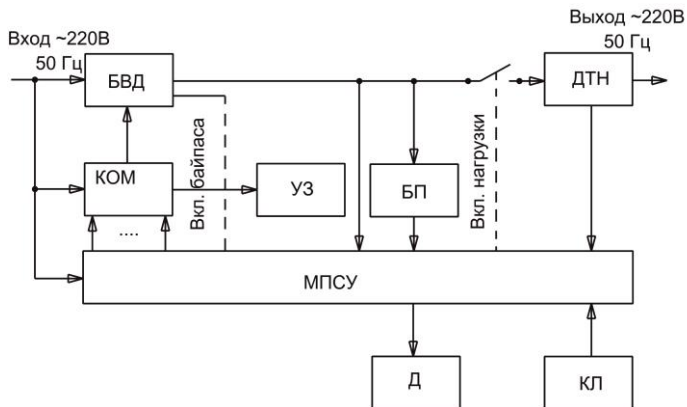 Вход ~220В
50 Гц
Выход ~220В
50 Гц
БВД
ДТН
КОМ
Вкл. байпаса
УЗ
БП
Вкл. нагрузки
....
МПСУ
Д
КЛ